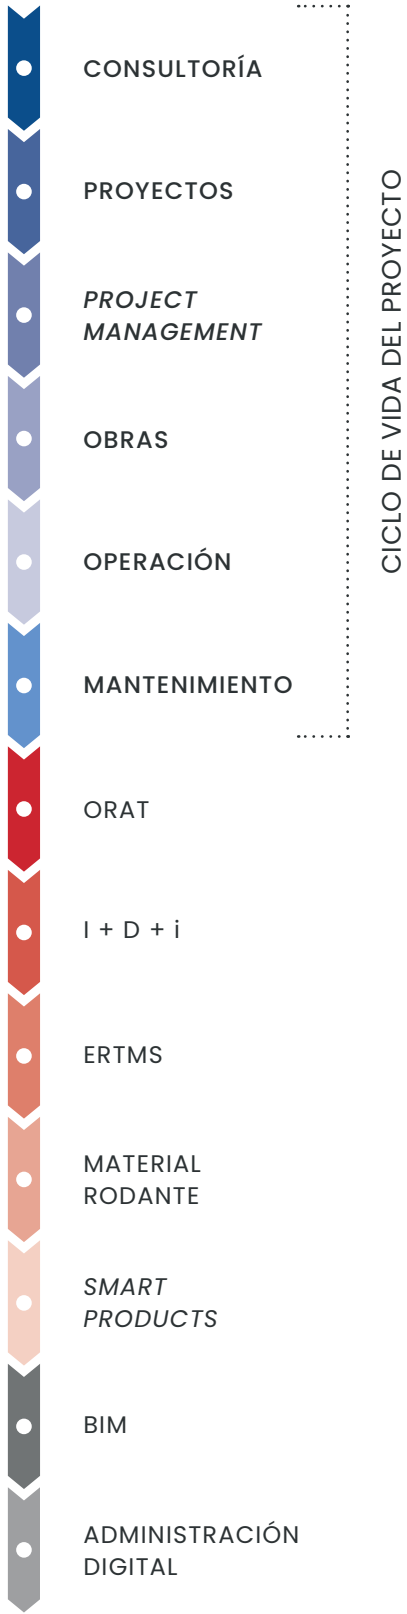 CONSULTORÍA
PROYECTOS
PROJECT
MANAGEMENT
OBRAS
OPERACIÓN
MANTENIMIENTO
CICLO DE VIDA DEL PROYECTO
ORAT
I + D + i
ERTMS
MATERIAL
RODANTE
SMART
PRODUCTS
BIM
ADMINISTRACIÓN
DIGITAL